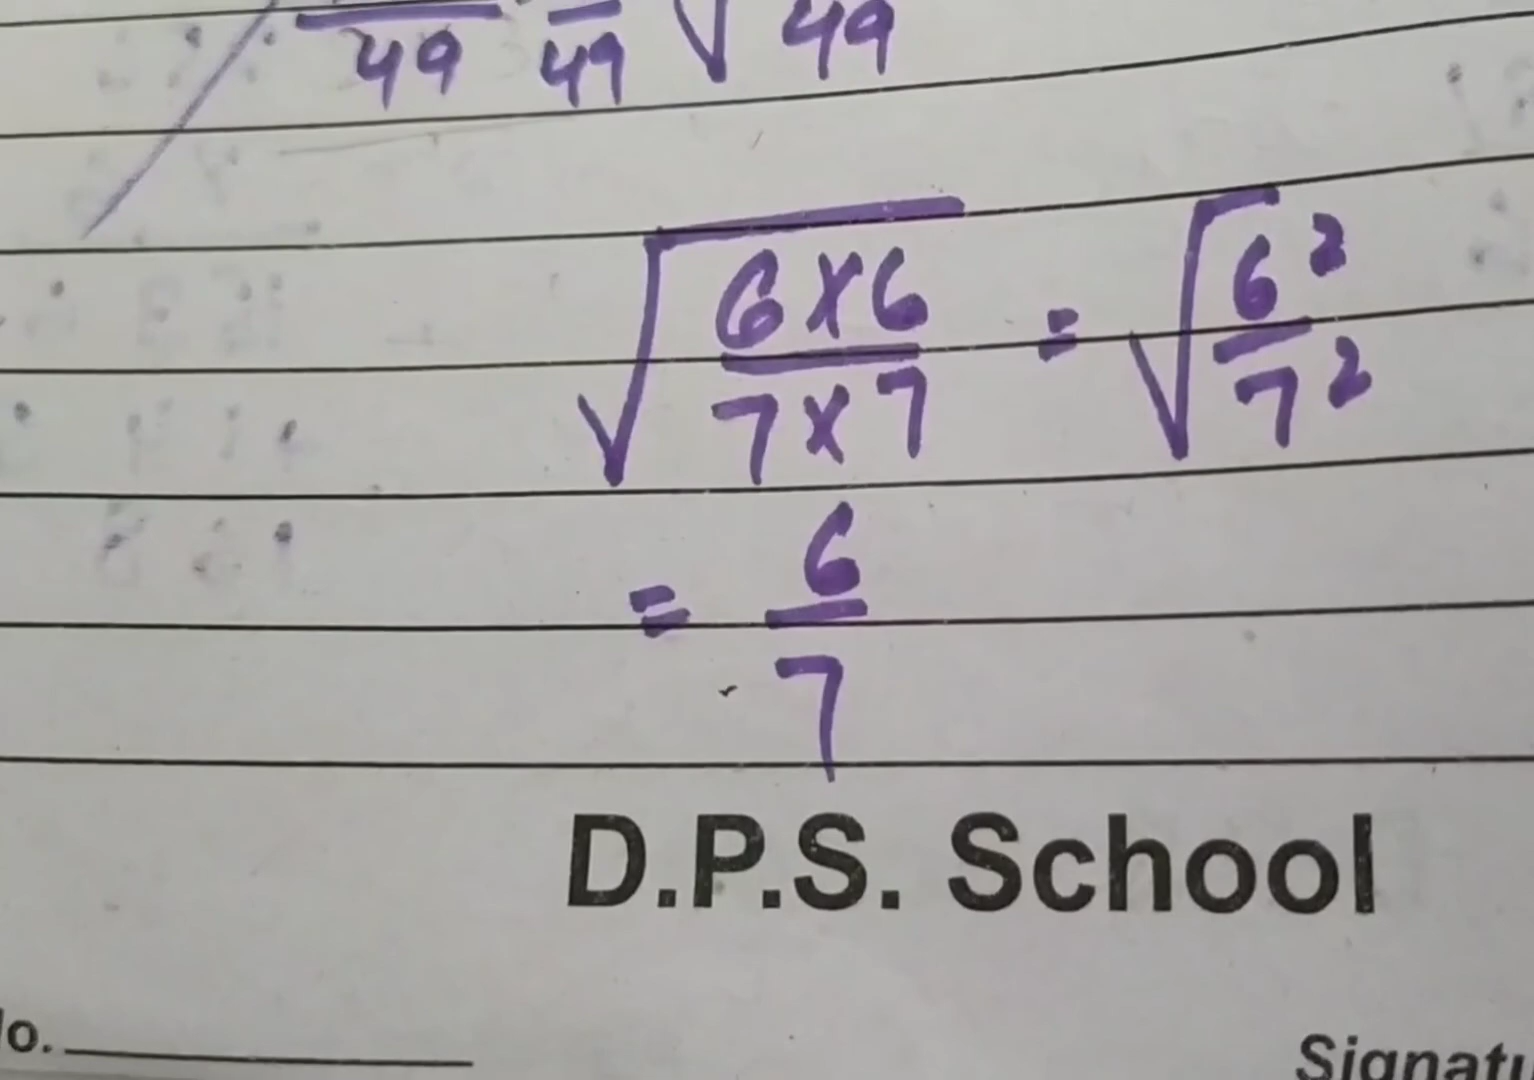 49 49 √ 49
√(6×6/7×7) = √(6²/7²)
= 6/7
D.P.S. School
o.
Signatu